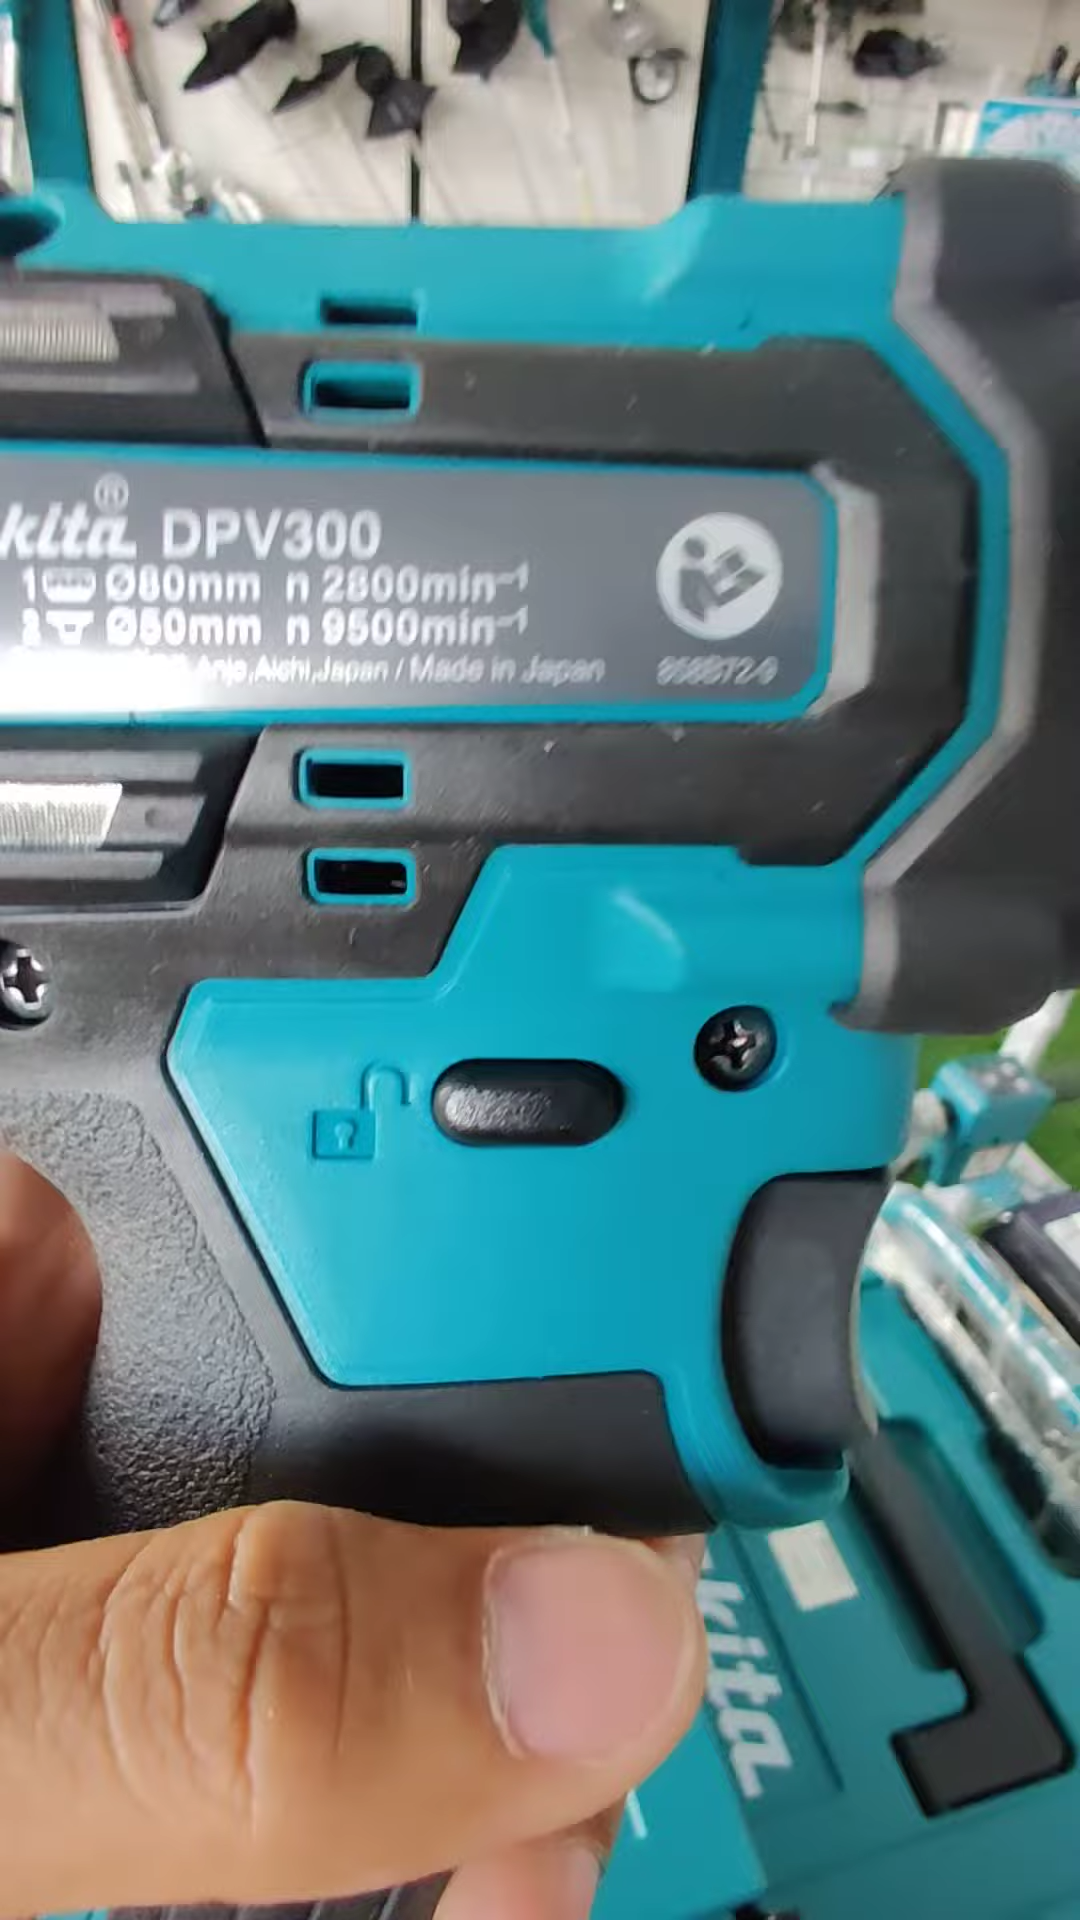 kita® DPV300
1 Ø80mm n 2800min⁻¹
2 Ø50mm n 9500min⁻¹
Anjo,Aichi,Japan / Made in Japan
kita